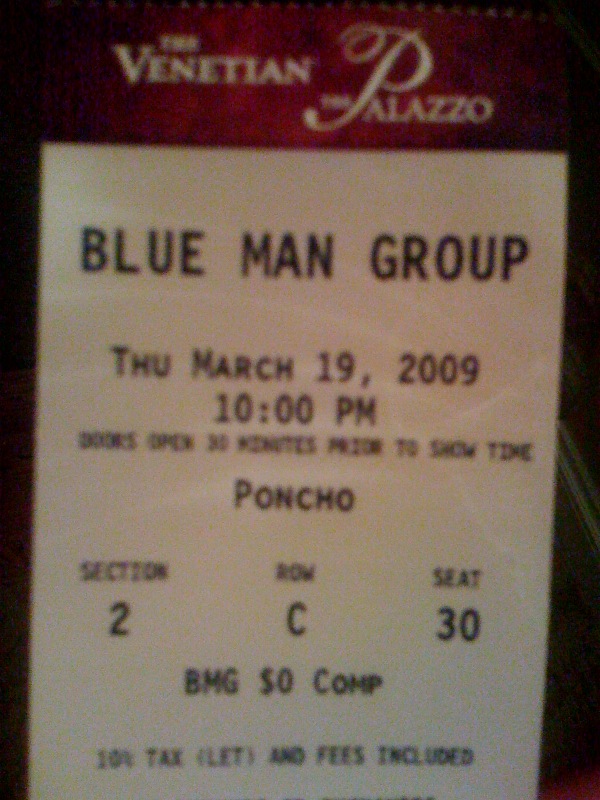 THE
VENETIAN
THE PALAZZO
BLUE MAN GROUP
THU MARCH 19, 2009
10:00 PM
DOORS OPEN 30 MINUTES PRIOR TO SHOW TIME
PONCHO
SECTION ROW SEAT
2 C 30
BMG $0 COMP
10% TAX (LET) AND FEES INCLUDED